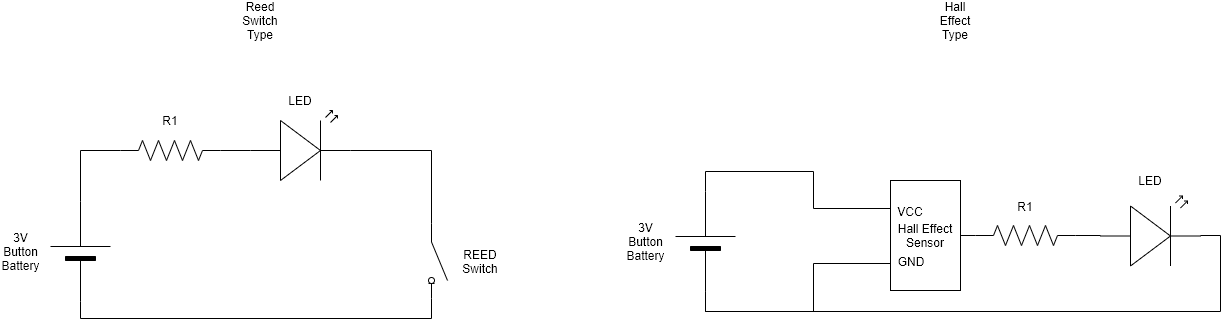 Reed
Switch
Type
LED
R1
3V
Button
Battery
REED
Switch
Hall
Effect
Type
LED
R1
VCC
Hall Effect
Sensor
GND
3V
Button
Battery